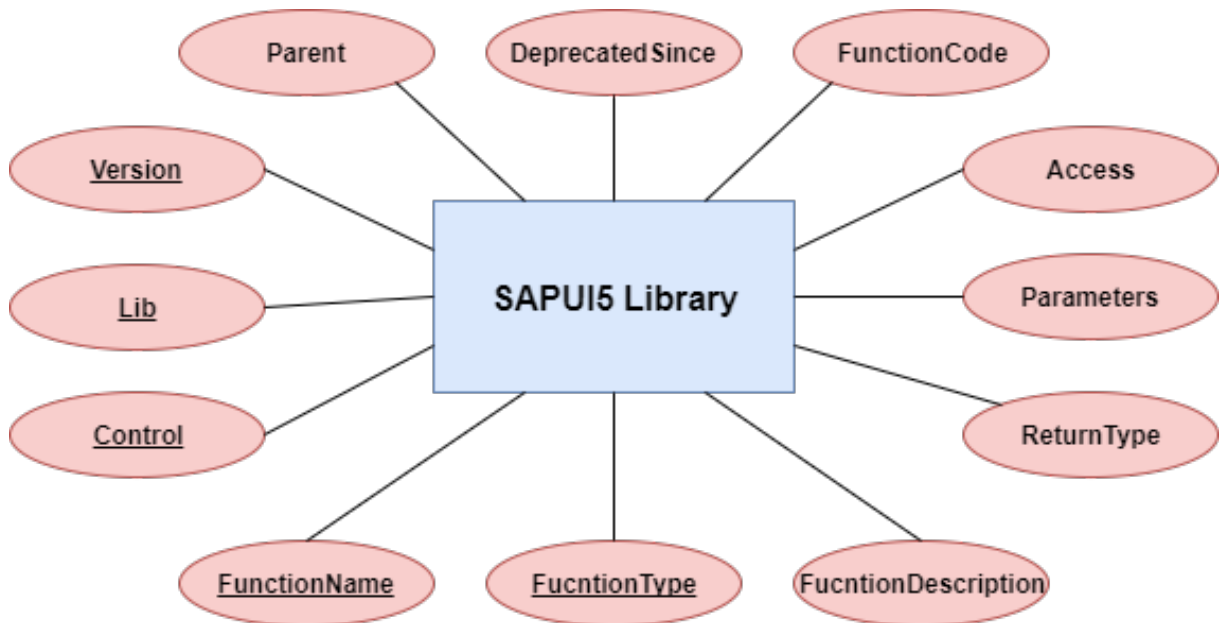 Parent
DeprecatedSince
FunctionCode
Version
Access
Lib
SAPUI5 Library
Parameters
Control
ReturnType
FunctionName
FucntionType
FucntionDescription